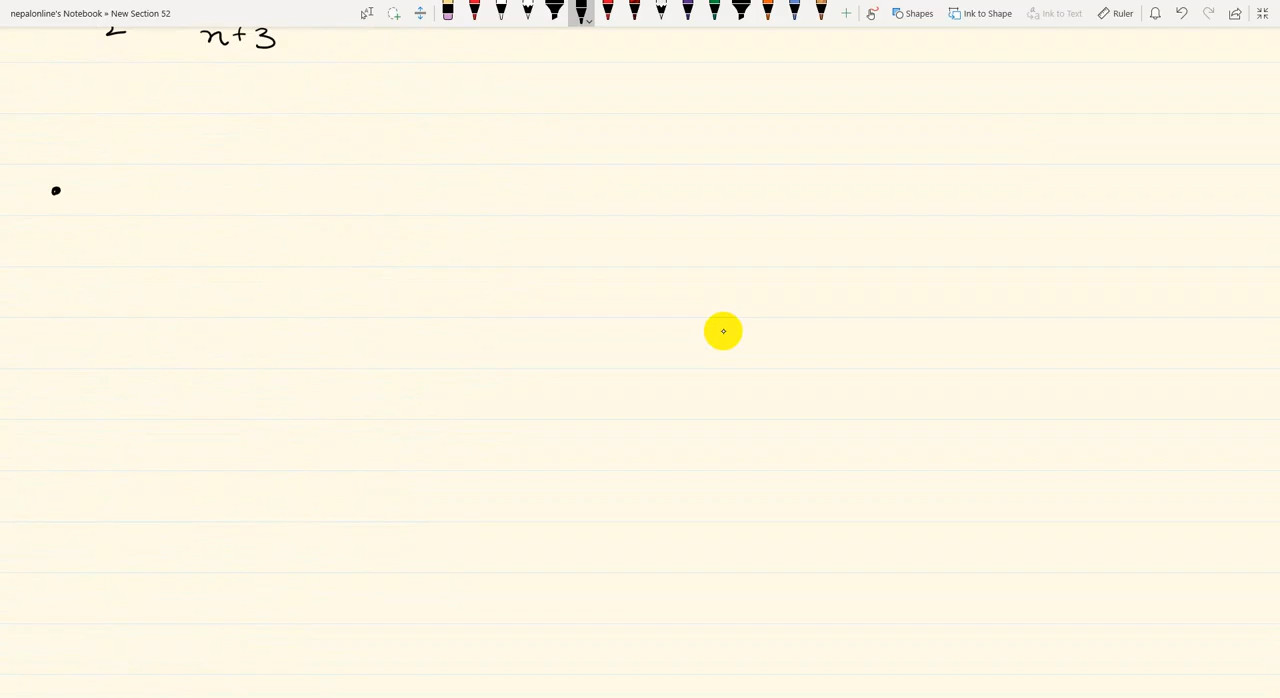 nepalonline's Notebook » New Section 52
Shapes Ink to Shape Ink to Text Ruler
n+3